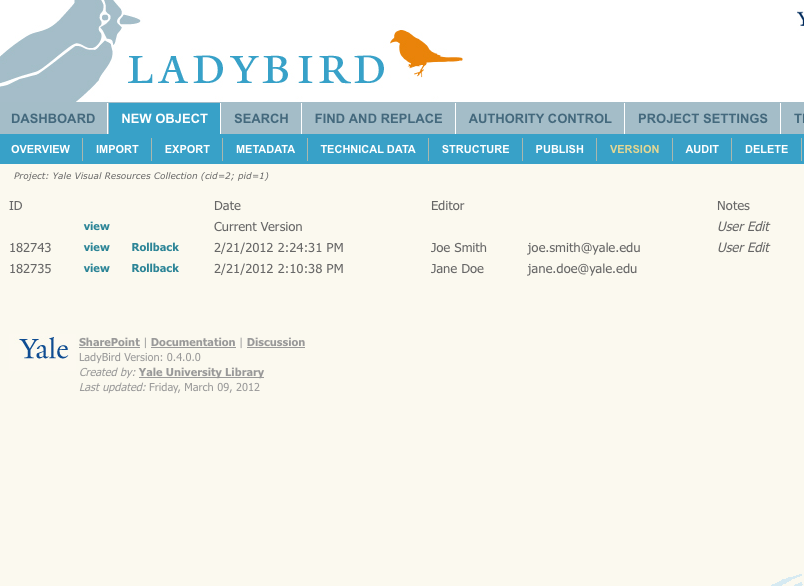 Y
LADYBIRD
DASHBOARD NEW OBJECT SEARCH FIND AND REPLACE AUTHORITY CONTROL PROJECT SETTINGS
OVERVIEW IMPORT EXPORT METADATA TECHNICAL DATA STRUCTURE PUBLISH VERSION AUDIT DELETE
Project: Yale Visual Resources Collection (cid=2; pid=1)
ID Date Editor Notes
view Current Version User Edit
182743 view Rollback 2/21/2012 2:24:31 PM Joe Smith joe.smith@yale.edu User Edit
182735 view Rollback 2/21/2012 2:10:38 PM Jane Doe jane.doe@yale.edu
Yale
SharePoint | Documentation | Discussion
LadyBird Version: 0.4.0.0
Created by: Yale University Library
Last updated: Friday, March 09, 2012